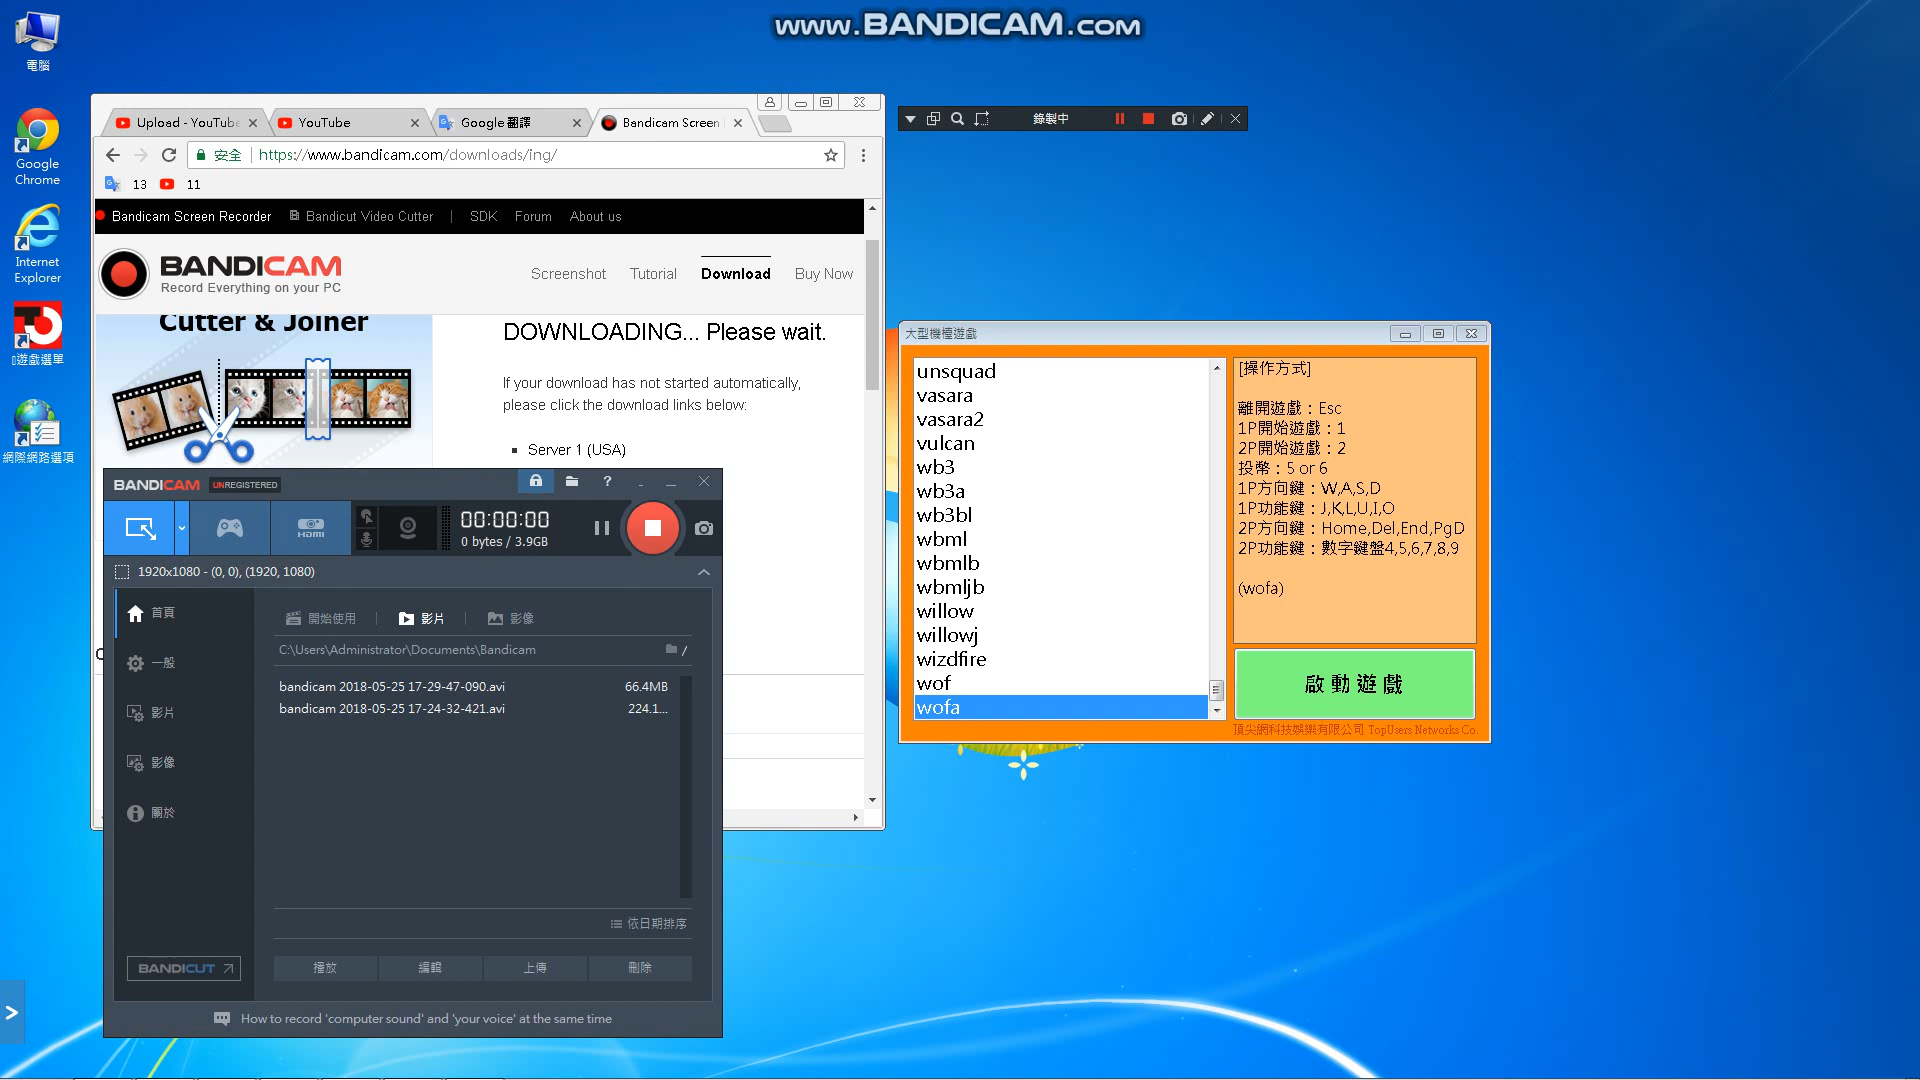 www.BANDICAM.com
電腦
Google
Chrome
Internet
Explorer
遊戲選單
網際網路選項
Upload - YouTube
YouTube
Google 翻譯
Bandicam Screen
安全
https://www.bandicam.com/downloads/ing/
13
11
Bandicam Screen Recorder
Bandicut Video Cutter
SDK
Forum
About us
BANDICAM
Record Everything on your PC
Screenshot
Tutorial
Download
Buy Now
Cutter & Joiner
DOWNLOADING... Please wait.
If your download has not started automatically,
please click the download links below:
Server 1 (USA)
BANDICAM
UNREGISTERED
HDMI
00:00:00
0 bytes / 3.9GB
1920x1080 - (0, 0), (1920, 1080)
首頁
一般
影片
影像
關於
開始使用
影片
影像
C:\Users\Administrator\Documents\Bandicam
/
bandicam 2018-05-25 17-29-47-090.avi
66.4MB
bandicam 2018-05-25 17-24-32-421.avi
224.1...
依日期排序
播放
編輯
上傳
刪除
BANDICUT
How to record 'computer sound' and 'your voice' at the same time
錄製中
大型機檯遊戲
unsquad
vasara
vasara2
vulcan
wb3
wb3a
wb3bl
wbml
wbmlb
wbmljb
willow
willowj
wizdfire
wof
wofa
[操作方式]
離開遊戲：Esc
1P開始遊戲：1
2P開始遊戲：2
投幣：5 or 6
1P方向鍵：W,A,S,D
1P功能鍵：J,K,L,U,I,O
2P方向鍵：Home,Del,End,PgD
2P功能鍵：數字鍵盤4,5,6,7,8,9
(wofa)
啟動遊戲
頂尖網科技娛樂有限公司 TopUsers Networks Co.